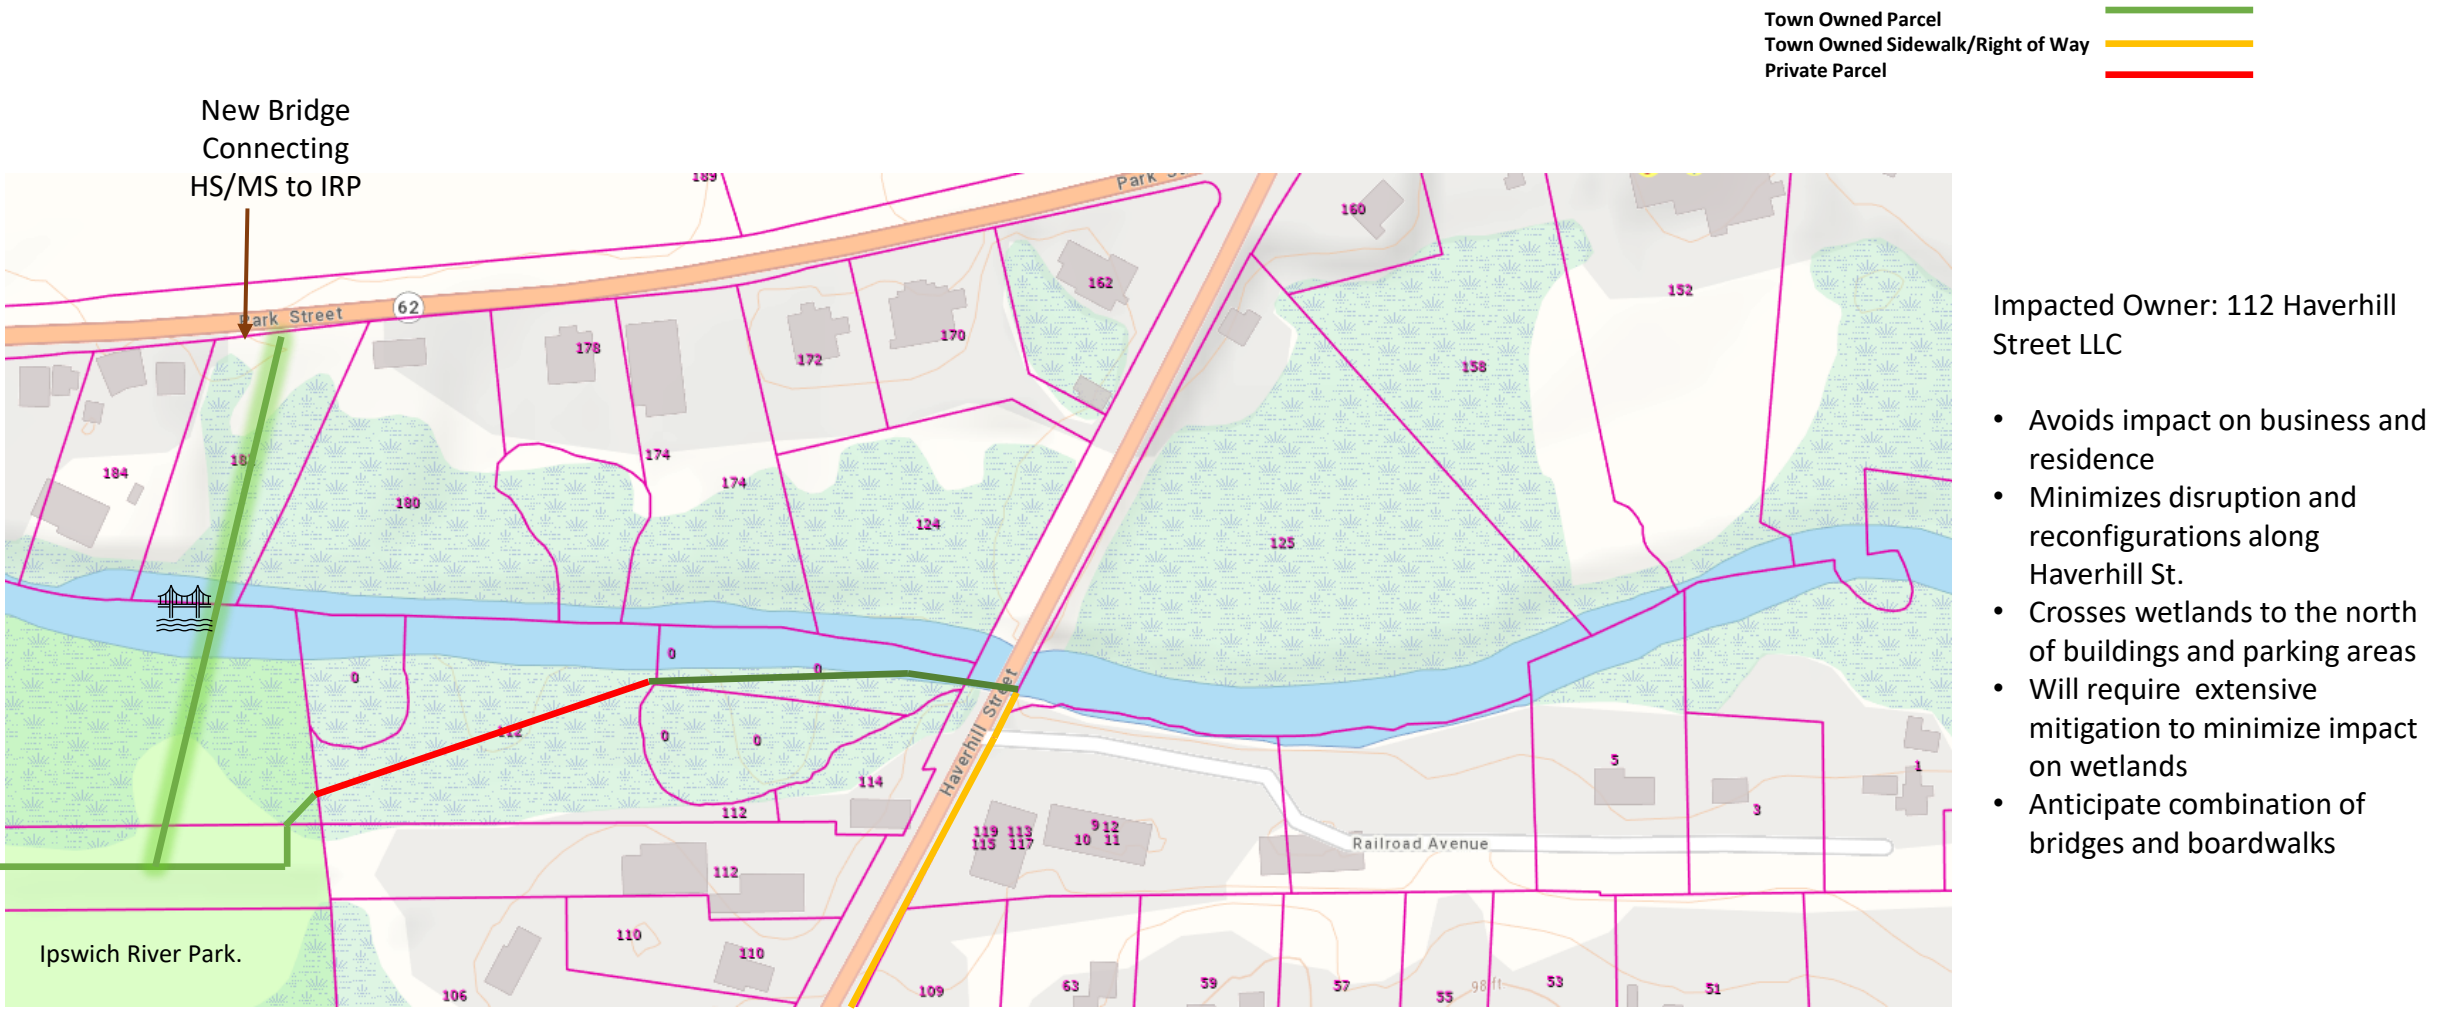 Town Owned Parcel
Town Owned Sidewalk/Right of Way
Private Parcel
New Bridge
Connecting
HS/MS to IRP
189
Park
160
162
152
Park Street
62
178
172
170
158
184
180
174
174
124
125
0
0
0
112
0
0
Haverhill Street
114
112
5
1
3
119 113
115 117
9 12
10 11
Railroad Avenue
112
110
110
Ipswich River Park.
106
109
63
59
57
55
98 ft
53
51
Impacted Owner: 112 Haverhill
Street LLC
• Avoids impact on business and
residence
• Minimizes disruption and
reconfigurations along
Haverhill St.
• Crosses wetlands to the north
of buildings and parking areas
• Will require extensive
mitigation to minimize impact
on wetlands
• Anticipate combination of
bridges and boardwalks